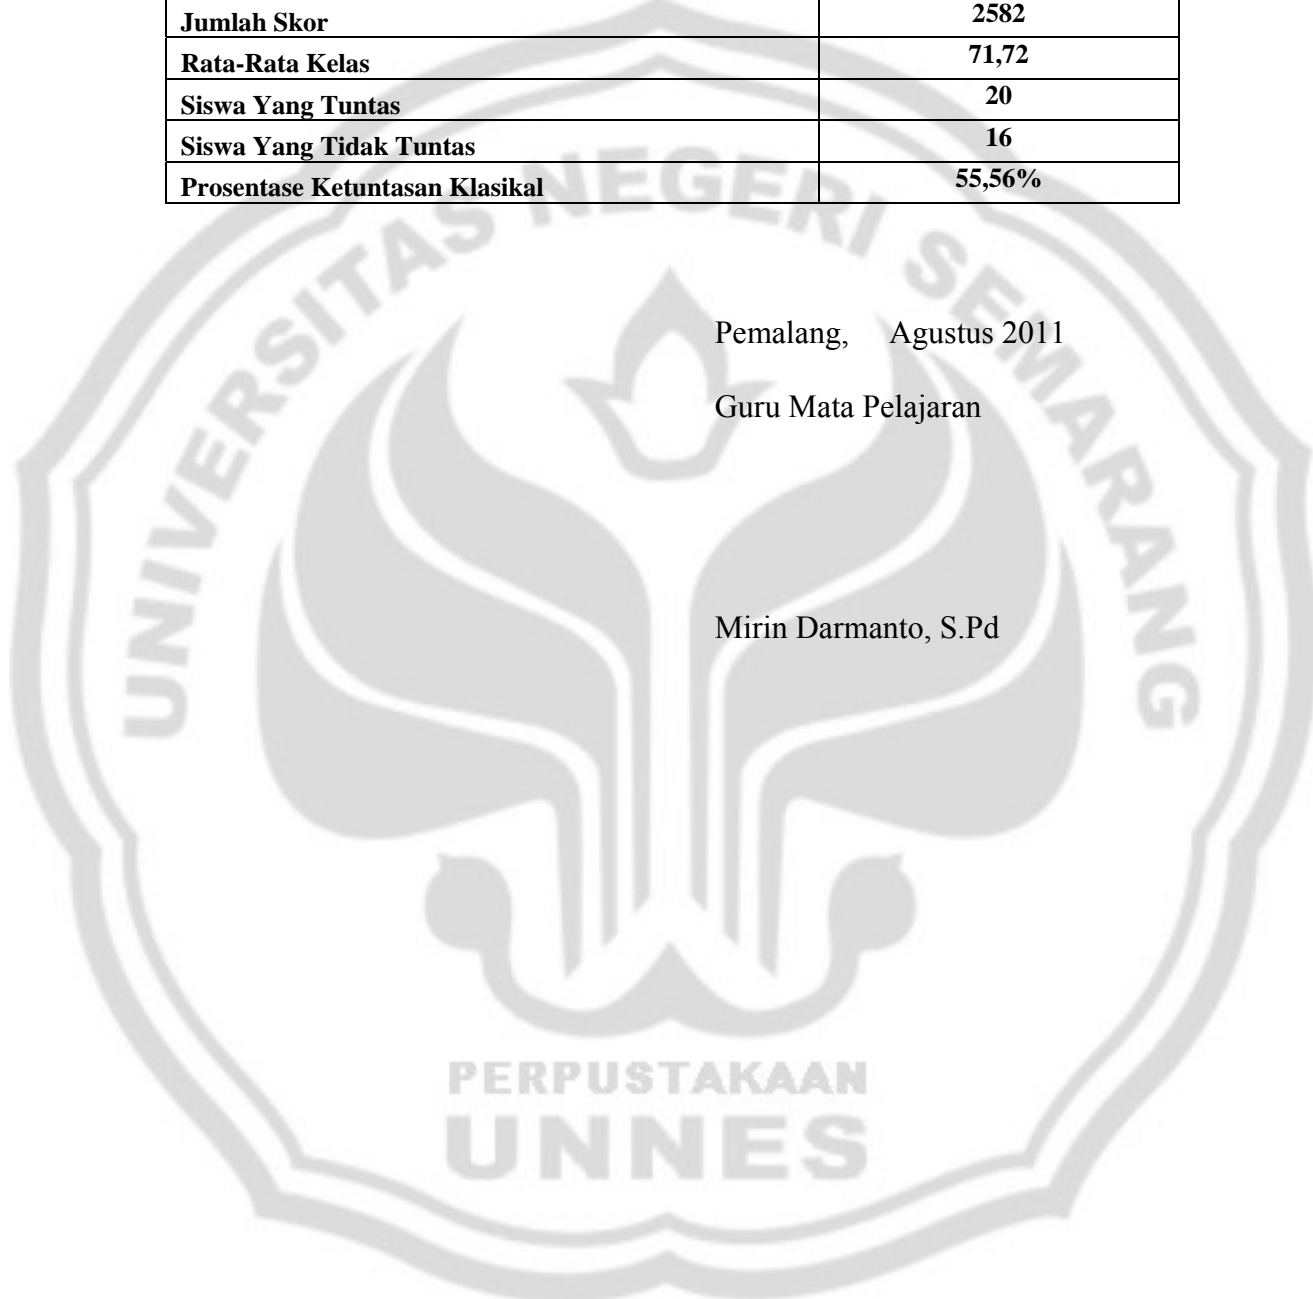 Jumlah Skor 2582
Rata-Rata Kelas 71,72
Siswa Yang Tuntas 20
Siswa Yang Tidak Tuntas 16
Prosentase Ketuntasan Klasikal 55,56%
UNIVERSITAS NEGERI SEMARANG
Pemalang, Agustus 2011
Guru Mata Pelajaran
Mirin Darmanto, S.Pd
PERPUSTAKAAN
UNNES